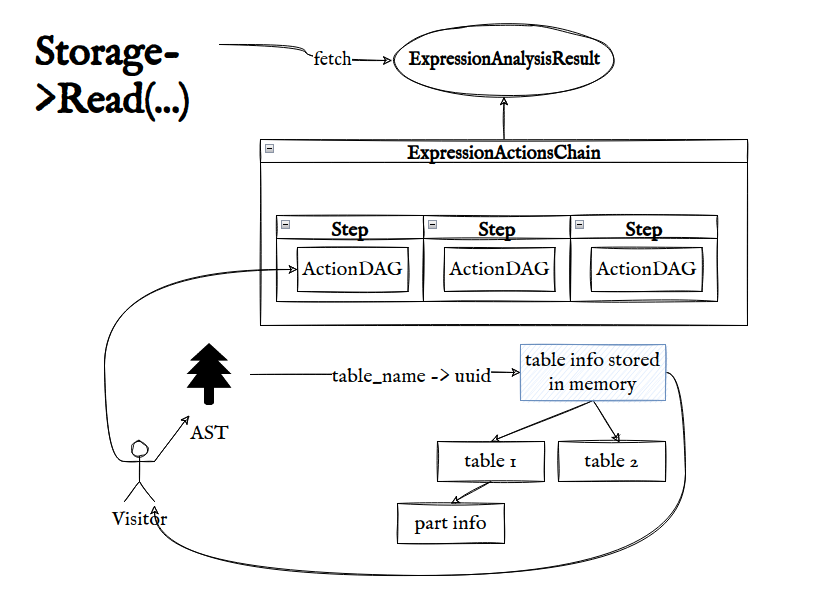 Storage-
>Read(...)
fetch
ExpressionAnalysisResult
ExpressionActionsChain
Step
Step
Step
ActionDAG
ActionDAG
ActionDAG
table_name -> uuid
table info stored
in memory
AST
table 1
table 2
part info
Visitor